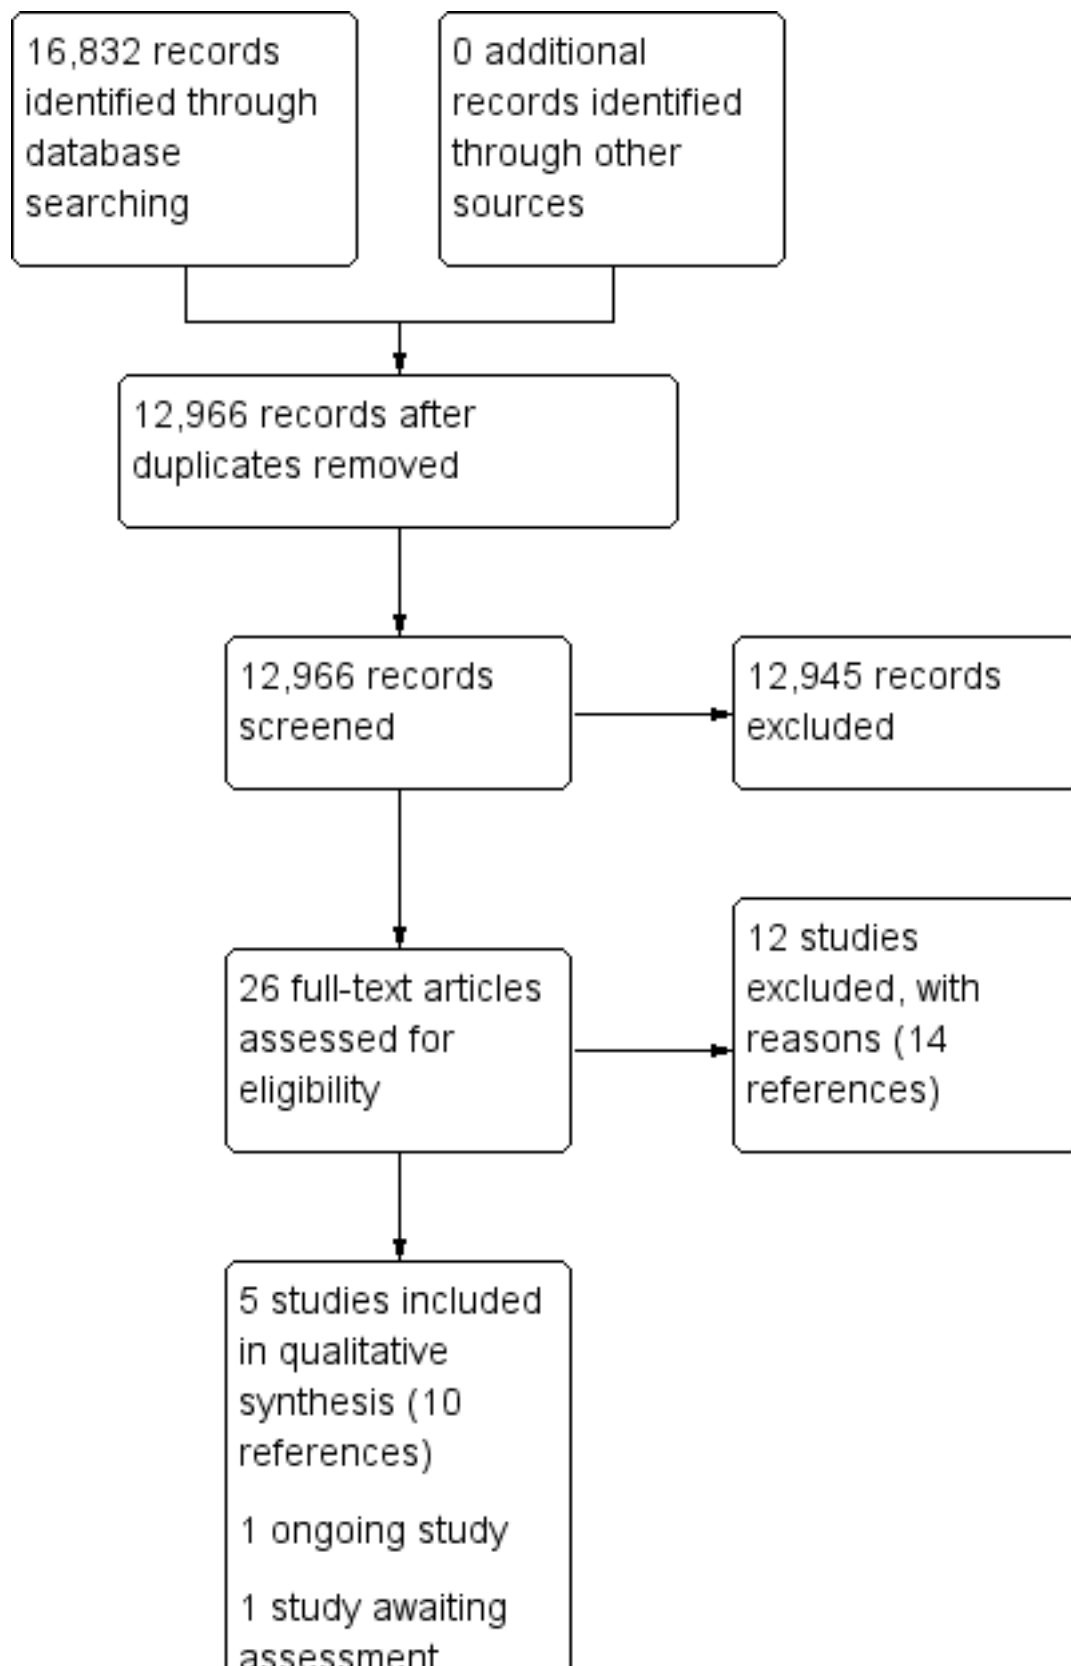 16,832 records
identified through
database
searching
0 additional
records identified
through other
sources
12,966 records after
duplicates removed
12,966 records
screened
12,945 records
excluded
26 full-text articles
assessed for
eligibility
12 studies
excluded, with
reasons (14
references)
5 studies included
in qualitative
synthesis (10
references)
1 ongoing study
1 study awaiting
assessment